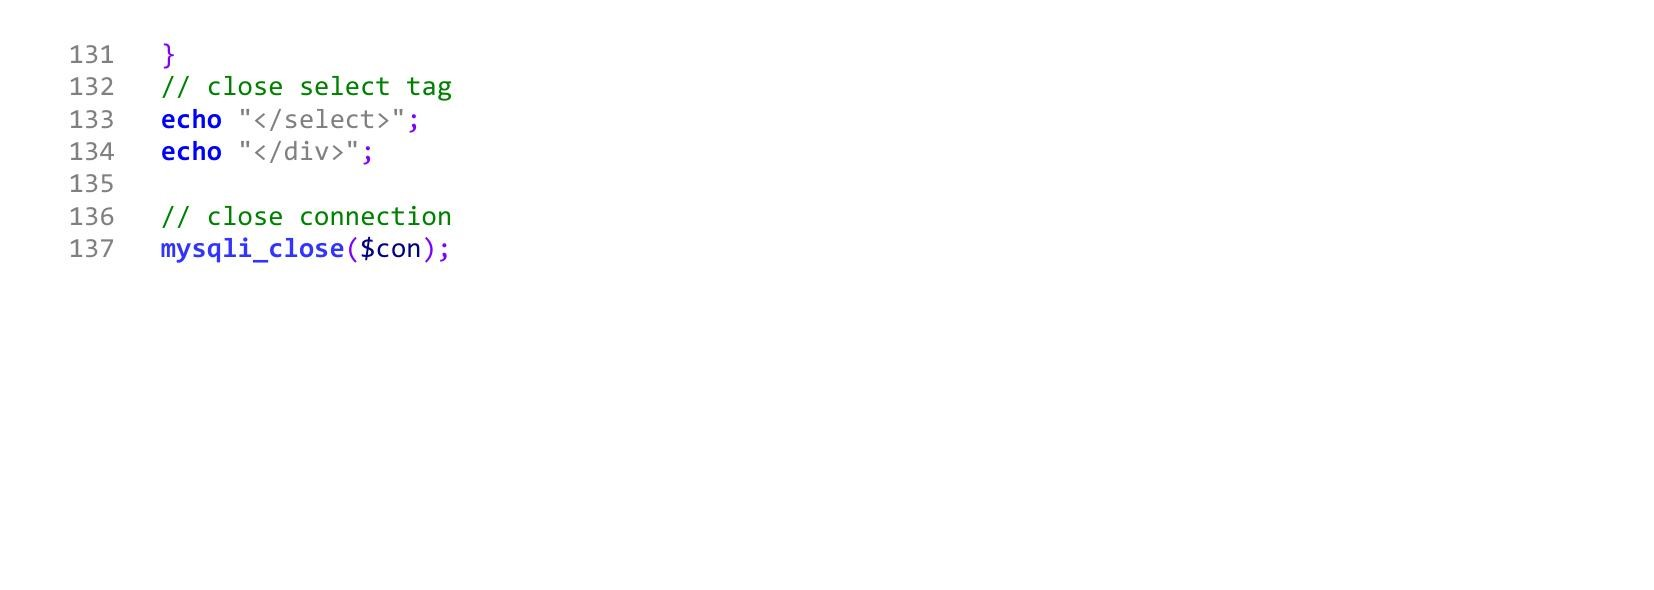 131 }
132 // close select tag
133 echo "</select>";
134 echo "</div>";
135
136 // close connection
137 mysqli_close($con);